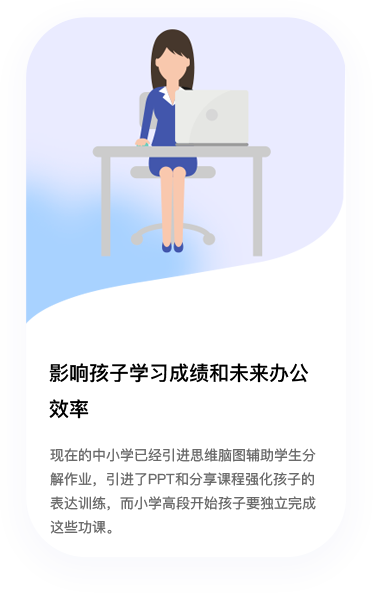 影响孩子学习成绩和未来办公
效率
现在的中小学已经引进思维脑图辅助学生分
解作业，引进了PPT和分享课程强化孩子的
表达训练，而小学高段开始孩子要独立完成
这些功课。